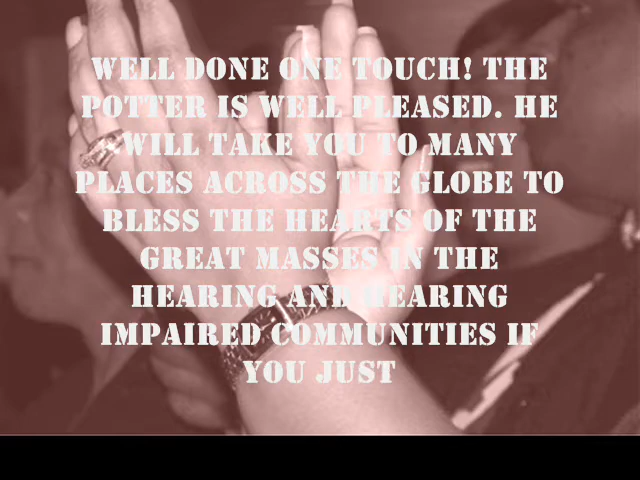 WELL DONE ONE TOUCH! THE
POTTER IS WELL PLEASED. HE
WILL TAKE YOU TO MANY
PLACES ACROSS THE GLOBE TO
BLESS THE HEARTS OF THE
GREAT MASSES IN THE
HEARING AND HEARING
IMPAIRED COMMUNITIES IF
YOU JUST